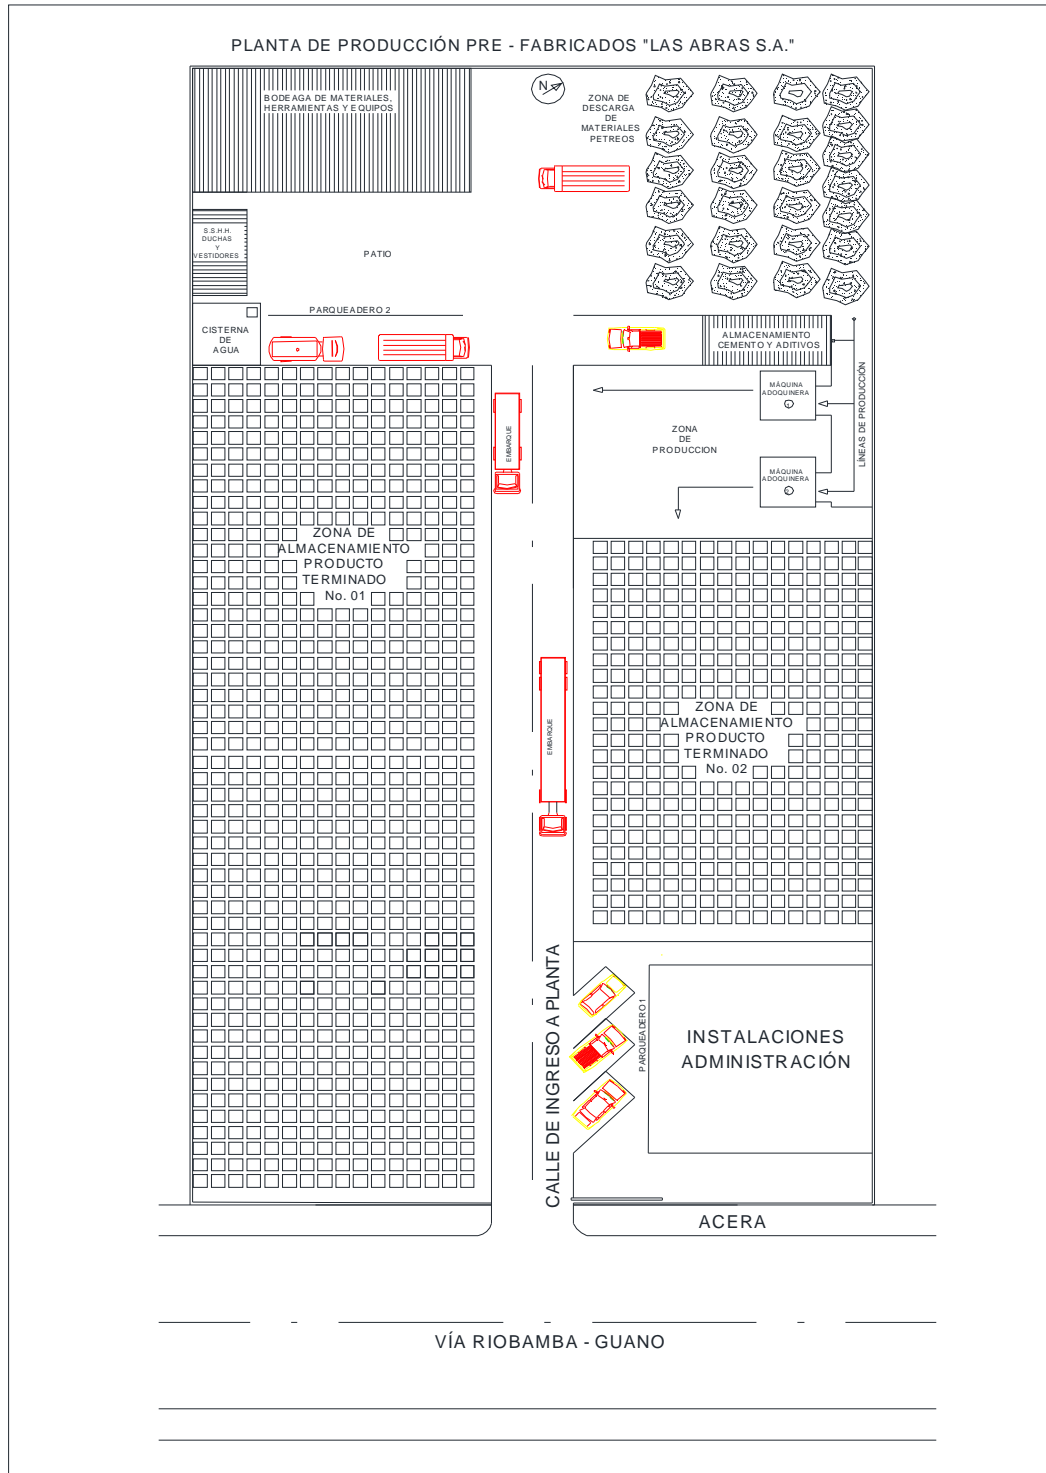 PLANTA DE PRODUCCIÓN PRE - FABRICADOS "LAS ABRAS S.A."
BODEAGA DE MATERIALES,
HERRAMIENTAS Y EQUIPOS
N
ZONA DE
DESCARGA
DE
MATERIALES
PETREOS
S.S.H.H.
DUCHAS
Y
VESTIDORES
PATIO
PARQUEADERO 2
CISTERNA
DE
AGUA
ALMACENAMIENTO
CEMENTO Y ADITIVOS
MÁQUINA
ADOQUINERA
1
LÍNEAS DE PRODUCCIÓN
ZONA
DE
PRODUCCION
MÁQUINA
ADOQUINERA
2
EMBARQUE
ZONA DE
ALMACENAMIENTO
PRODUCTO
TERMINADO
No. 01
EMBARQUE
ZONA DE
ALMACENAMIENTO
PRODUCTO
TERMINADO
No. 02
CALLE DE INGRESO A PLANTA
PARQUEADERO 1
INSTALACIONES
ADMINISTRACIÓN
ACERA
VÍA RIOBAMBA - GUANO